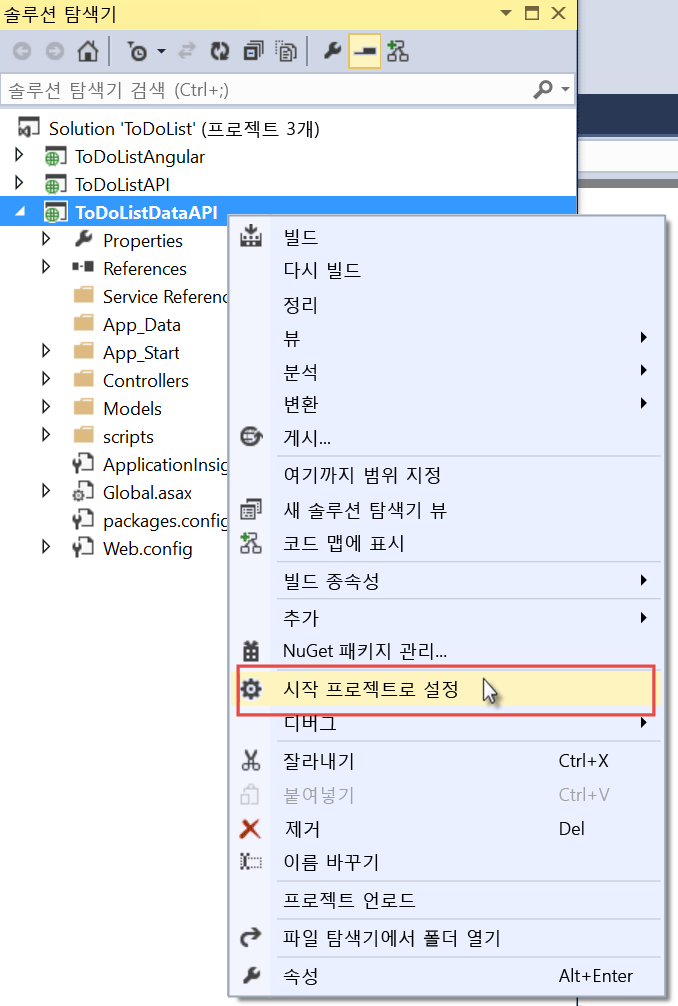 솔루션 탐색기
솔루션 탐색기 검색 (Ctrl+;)
Solution 'ToDoList' (프로젝트 3개)
ToDoListAngular
ToDoListAPI
ToDoListDataAPI
Properties
References
Service Referenc
App_Data
App_Start
Controllers
Models
scripts
ApplicationInsig
Global.asax
packages.config
Web.config
빌드
다시 빌드
정리
뷰
분석
변환
게시...
여기까지 범위 지정
새 솔루션 탐색기 뷰
코드 맵에 표시
빌드 종속성
추가
NuGet 패키지 관리...
시작 프로젝트로 설정
디버그
잘라내기 Ctrl+X
붙여넣기 Ctrl+V
제거 Del
이름 바꾸기
프로젝트 언로드
파일 탐색기에서 폴더 열기
속성 Alt+Enter